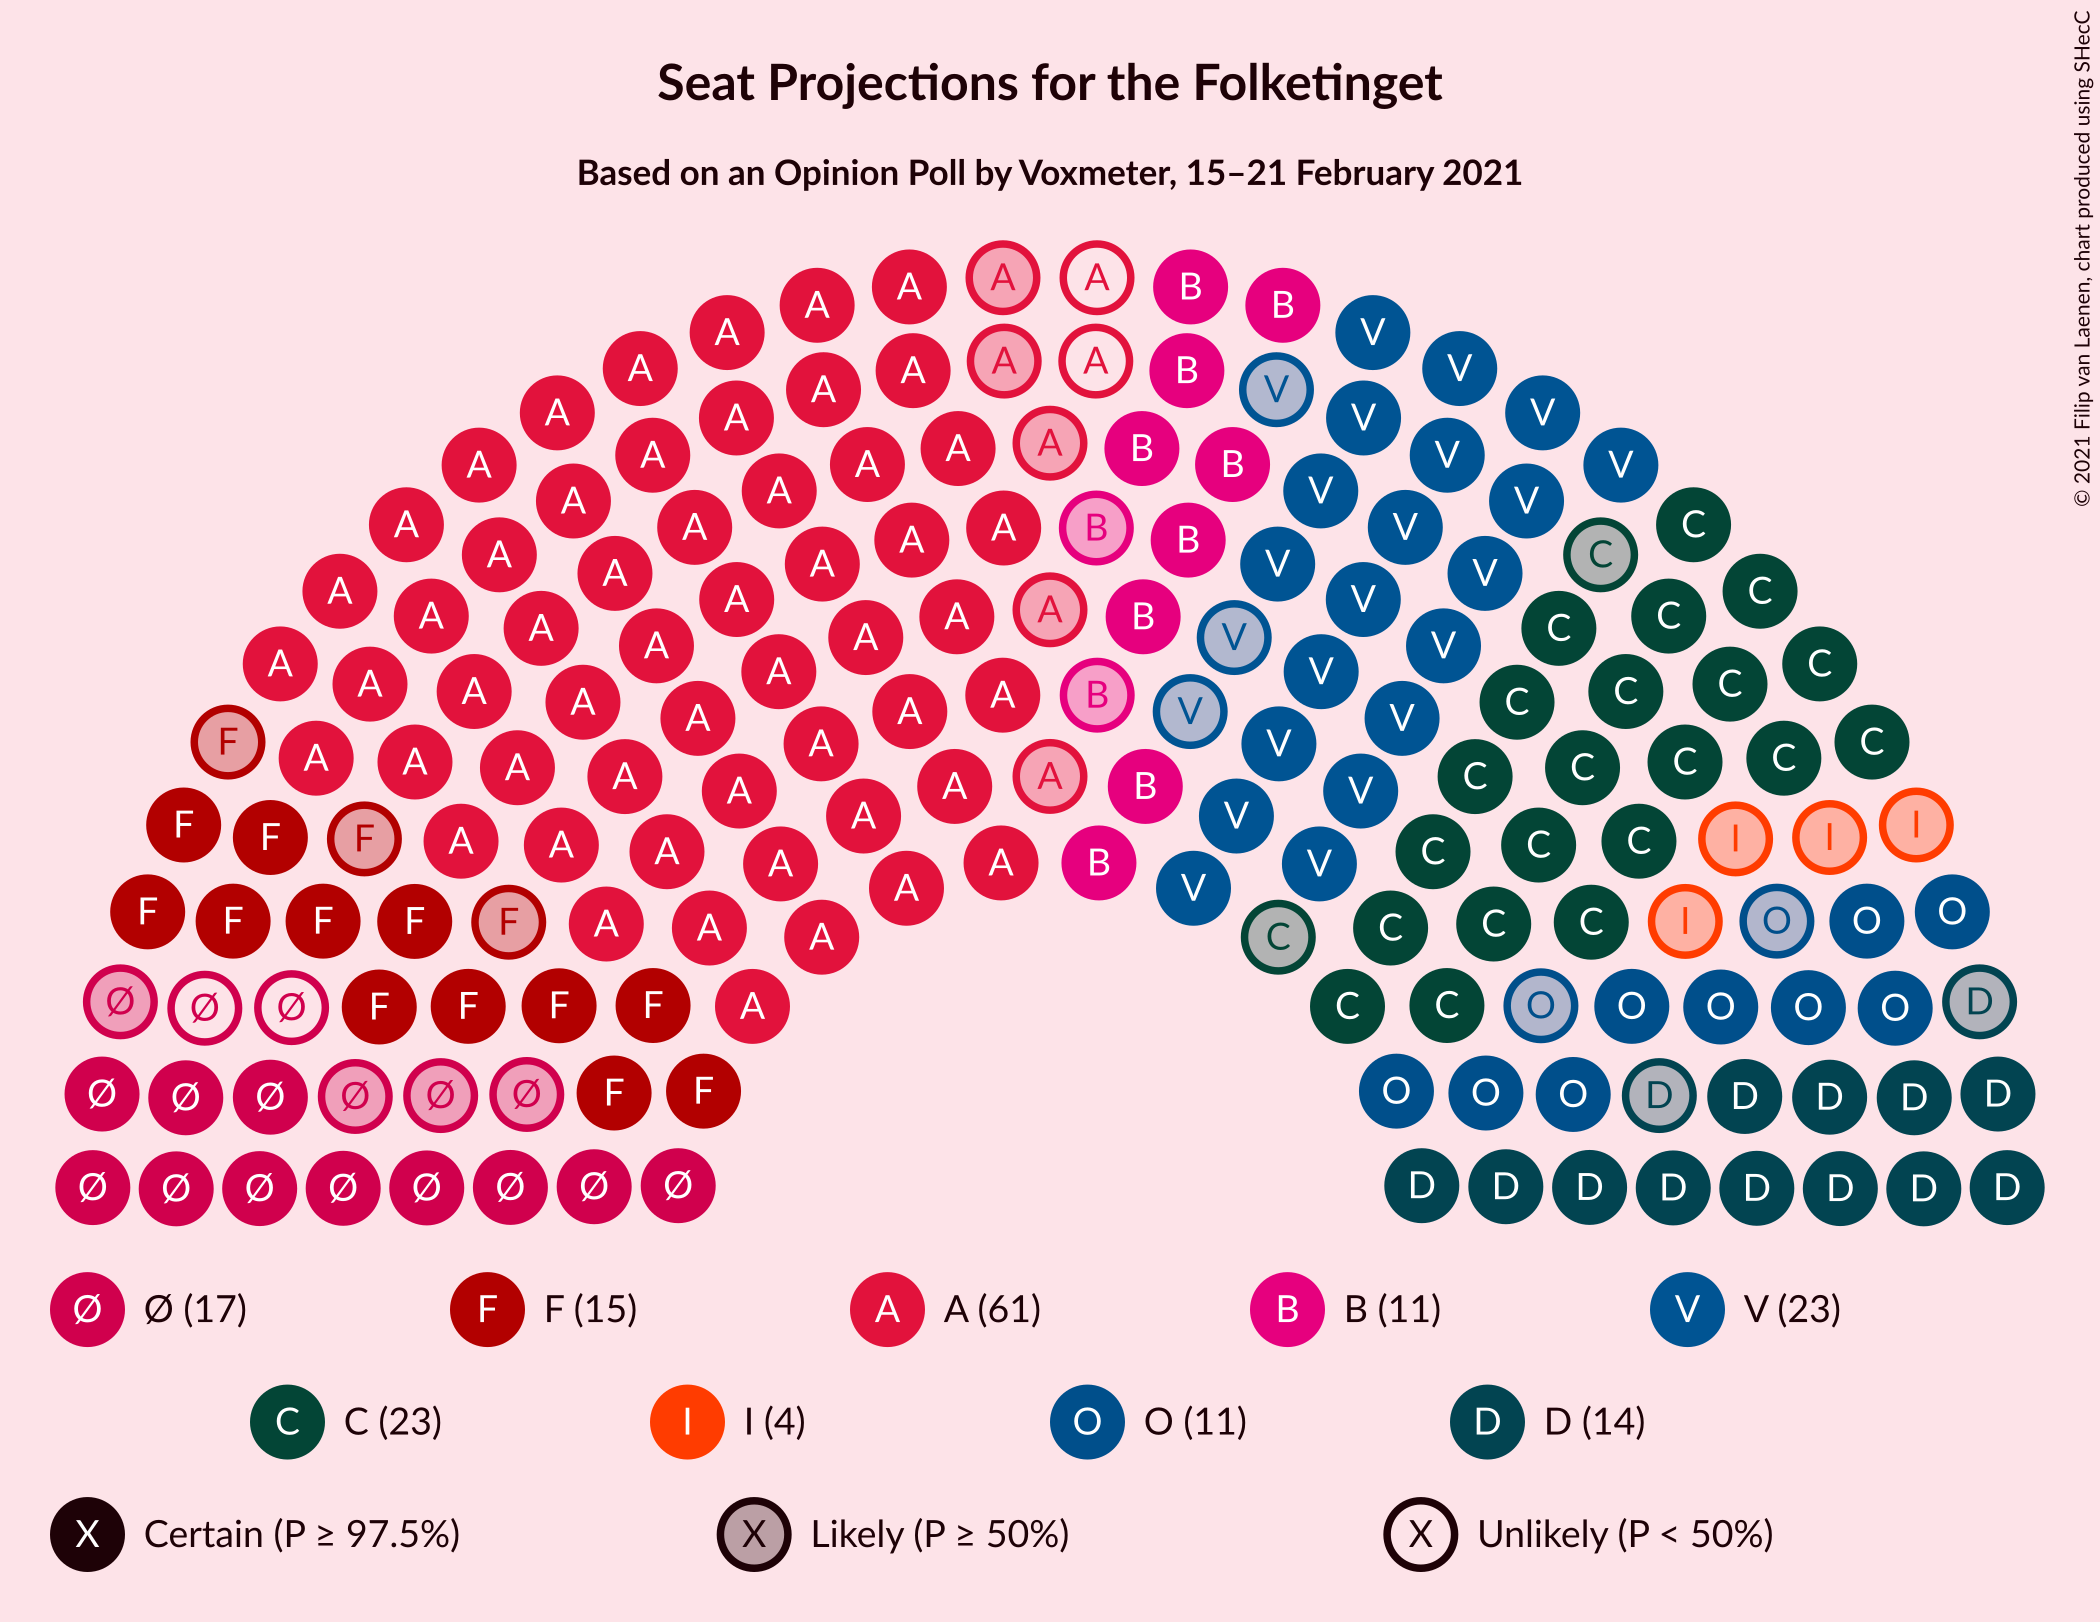 Seat Projections for the Folketinget
Based on an Opinion Poll by Voxmeter, 15–21 February 2021
© 2021 Filip van Laenen, chart produced using SHecC
A A A A B B
A A A A B V V V
A A A A A B B V V V V
A A A A A B B V V V V C C
A A A A A A A B V V V V C C C C
A A A A A A A B V V V V C C C C C
F A A A A A A A A B V V V C C C C C
F F F A A A A A A B V V C C C I I I
F F F F F A A A A V C C C C I O O O
Ø Ø Ø F F F F A C C O O O O O D
Ø Ø Ø Ø Ø Ø F F O O O D D D D D
Ø Ø Ø Ø Ø Ø Ø Ø D D D D D D D D
Ø Ø (17) F F (15) A A (61) B B (11) V V (23)
C C (23) I I (4) O O (11) D D (14)
X Certain (P ≥ 97.5%) X Likely (P ≥ 50%) X Unlikely (P < 50%)